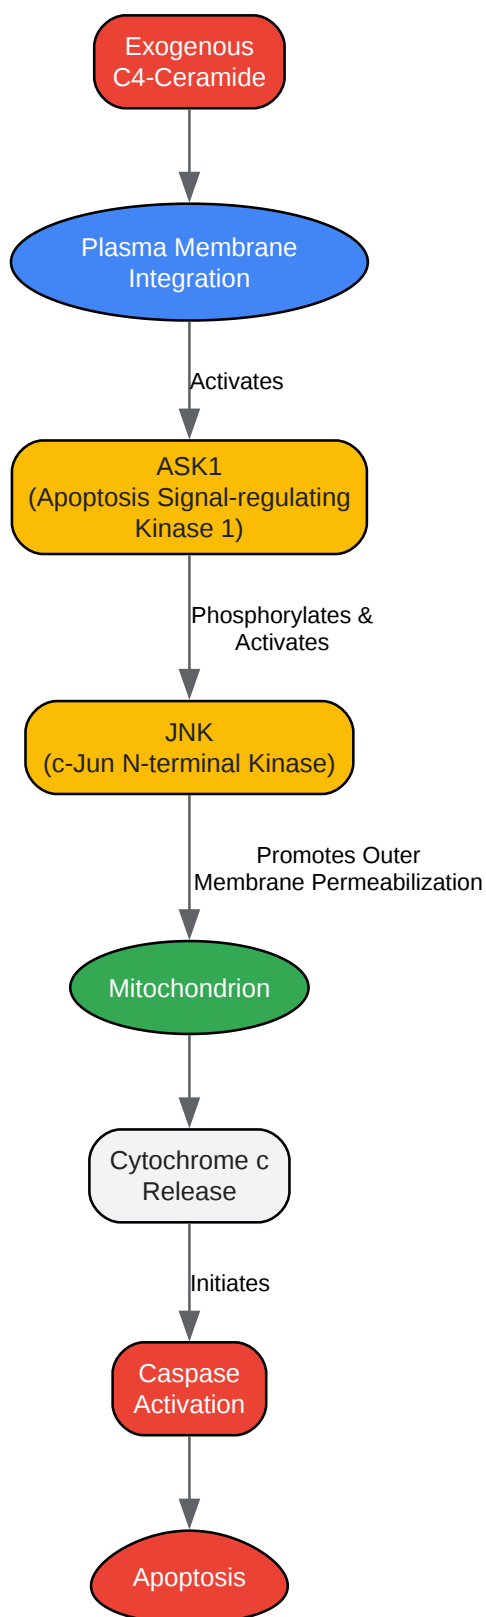 Exogenous
C4-Ceramide
Plasma Membrane
Integration
Activates
ASK1
(Apoptosis Signal-regulating
Kinase 1)
Phosphorylates &
Activates
JNK
(c-Jun N-terminal Kinase)
Promotes Outer
Membrane Permeabilization
Mitochondrion
Cytochrome c
Release
Initiates
Caspase
Activation
Apoptosis